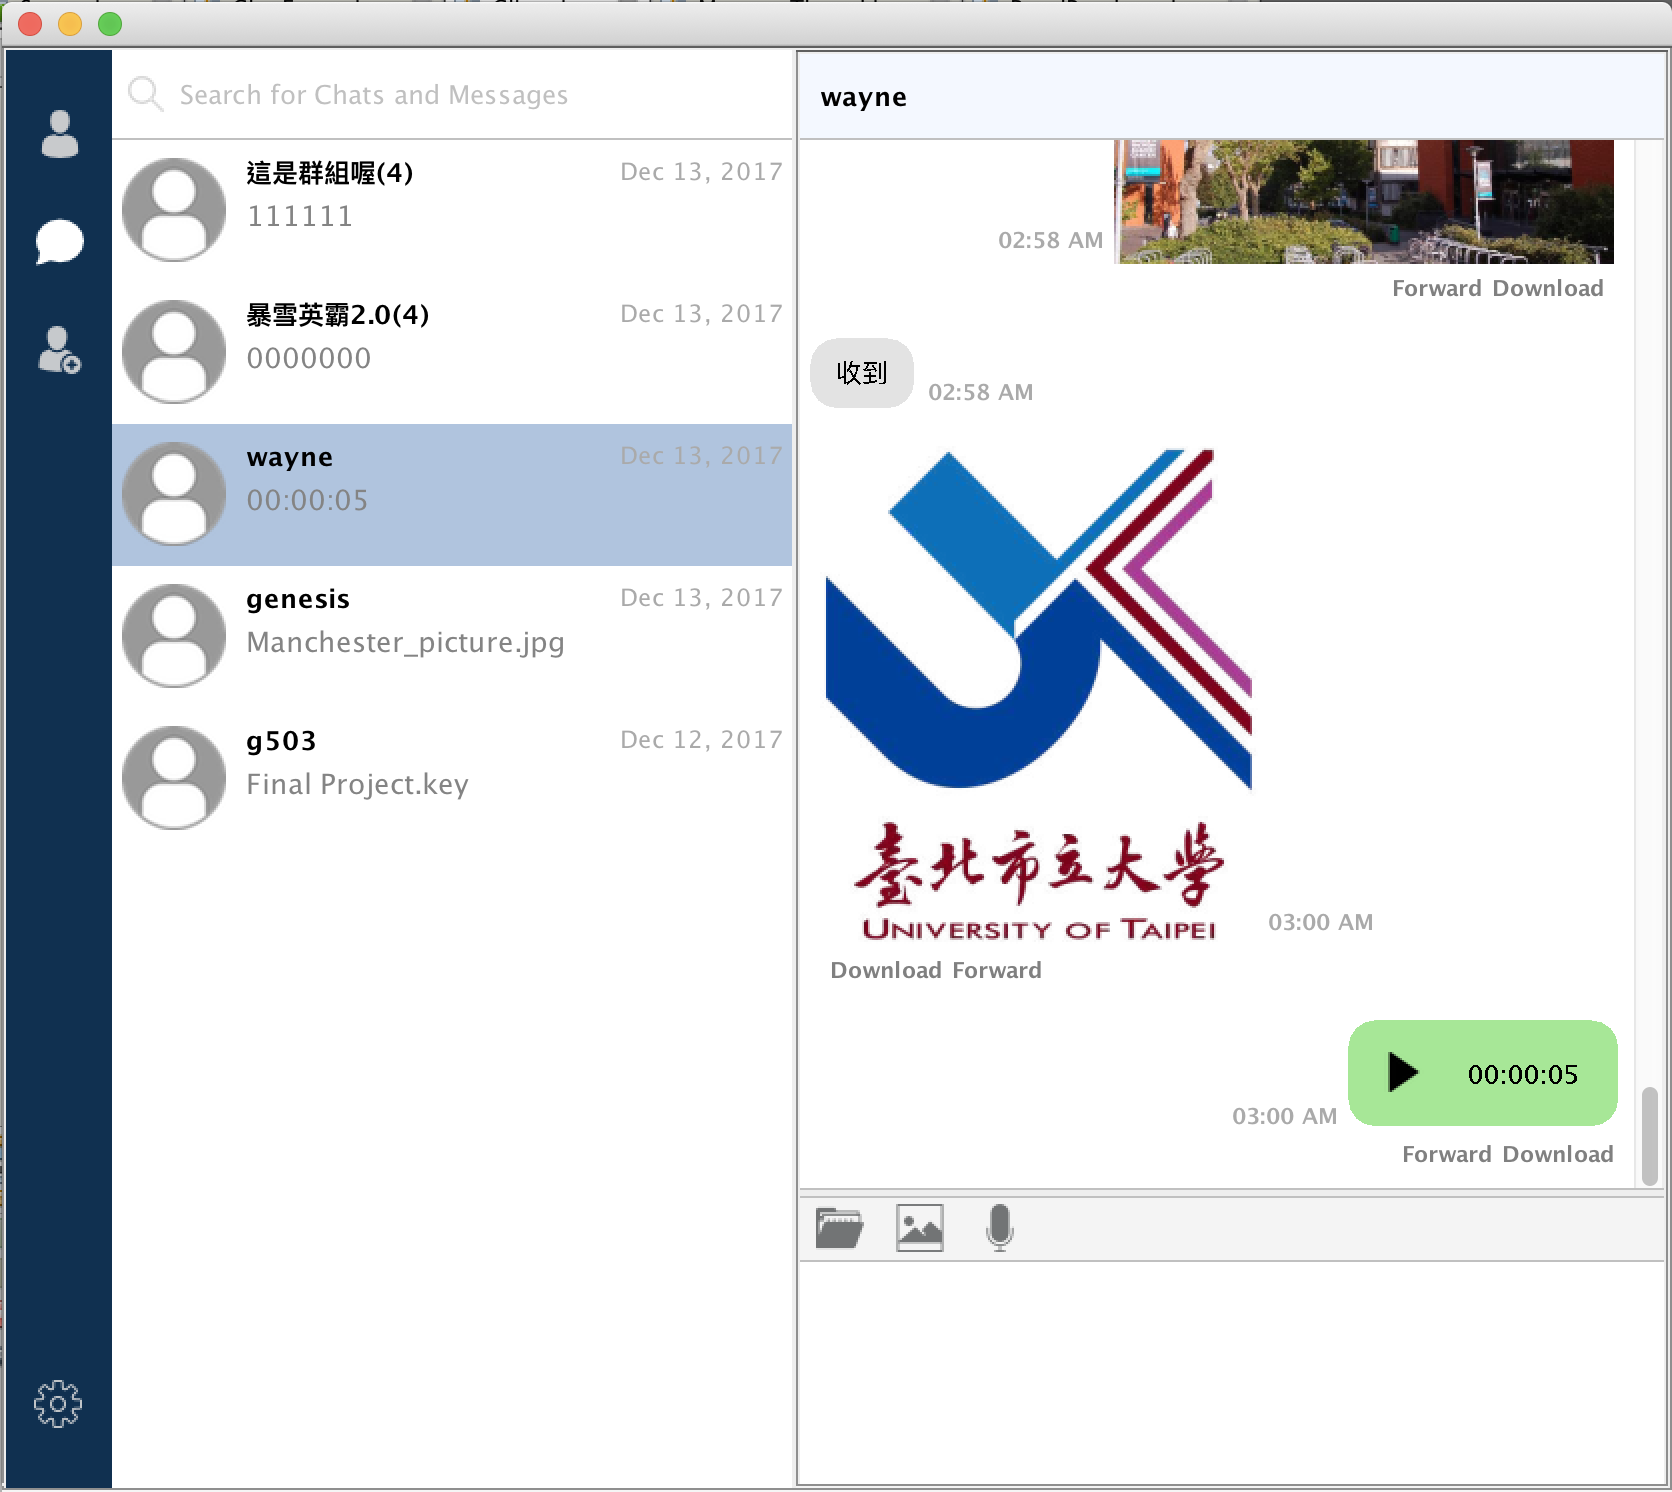 Search for Chats and Messages
這是群組喔(4)
Dec 13, 2017
111111
暴雪英霸2.0(4)
Dec 13, 2017
0000000
wayne
Dec 13, 2017
00:00:05
genesis
Dec 13, 2017
Manchester_picture.jpg
g503
Dec 12, 2017
Final Project.key
wayne
02:58 AM
Forward Download
收到
02:58 AM
臺北市立大學
UNIVERSITY OF TAIPEI
03:00 AM
Download Forward
00:00:05
03:00 AM
Forward Download